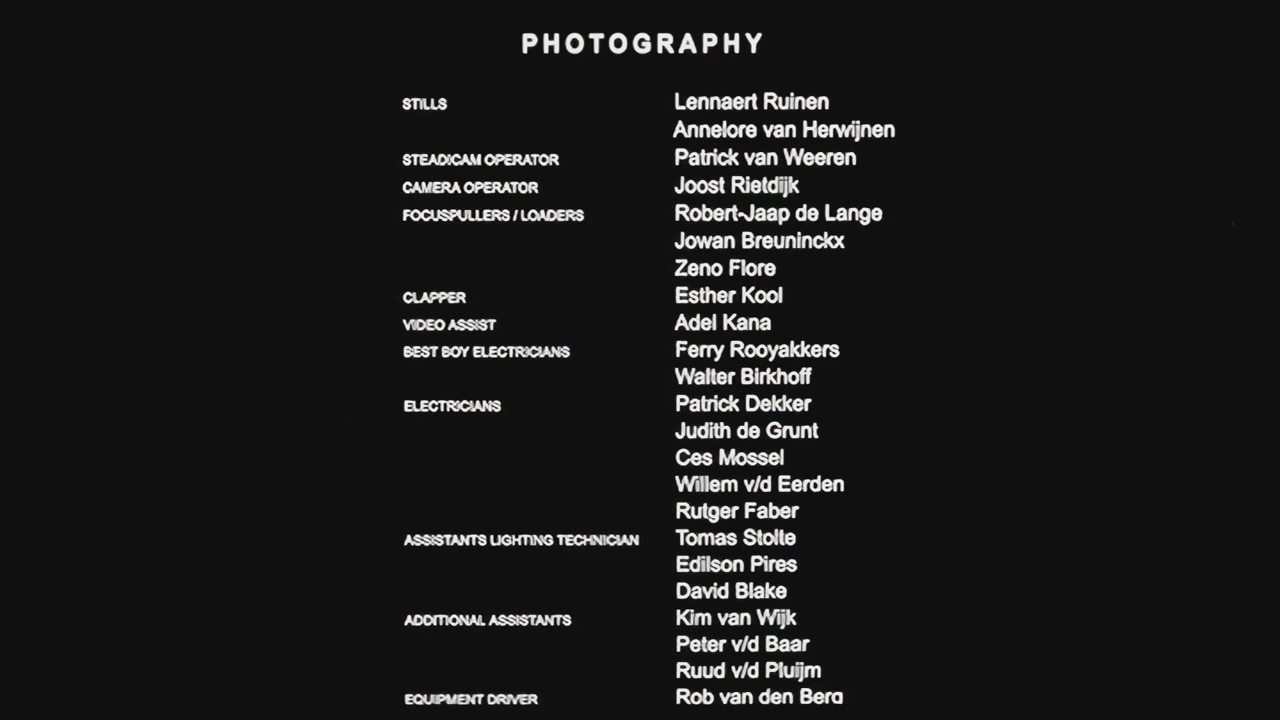 PHOTOGRAPHY
STILLS Lennaert Ruinen
Annelore van Herwijnen
STEADICAM OPERATOR Patrick van Weeren
CAMERA OPERATOR Joost Rietdijk
FOCUSPULLERS / LOADERS Robert-Jaap de Lange
Jowan Breuninckx
Zeno Flore
CLAPPER Esther Kool
VIDEO ASSIST Adel Kana
BEST BOY ELECTRICIANS Ferry Rooyakkers
Walter Birkhoff
ELECTRICIANS Patrick Dekker
Judith de Grunt
Ces Mossel
Willem v/d Eerden
Rutger Faber
ASSISTANTS LIGHTING TECHNICIAN Tomas Stolte
Edilson Pires
David Blake
ADDITIONAL ASSISTANTS Kim van Wijk
Peter v/d Baar
Ruud v/d Pluijm
EQUIPMENT DRIVER Rob van den Berg